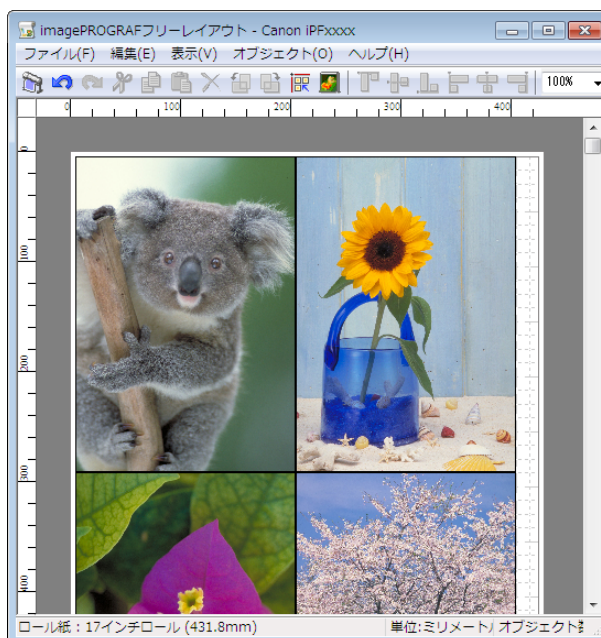 imagePROGRAFフリーレイアウト - Canon iPFxxxx
ファイル(F) 編集(E) 表示(V) オブジェクト(O) ヘルプ(H)
100%
0 100 200 300 400
0
100
200
300
400
ロール紙 : 17インチロール (431.8mm) 単位:ミリメート オブジェクト